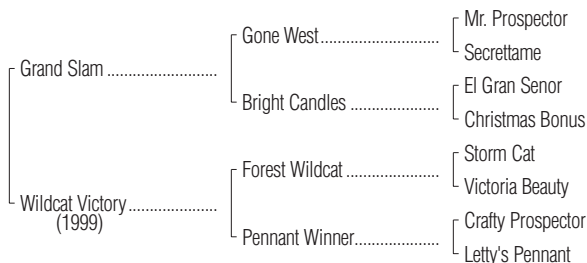 Mr. Prospector
Gone West
Secrettame
Grand Slam
El Gran Senor
Bright Candles
Christmas Bonus
Storm Cat
Forest Wildcat
Victoria Beauty
Wildcat Victory
(1999)
Crafty Prospector
Pennant Winner
Letty's Pennant